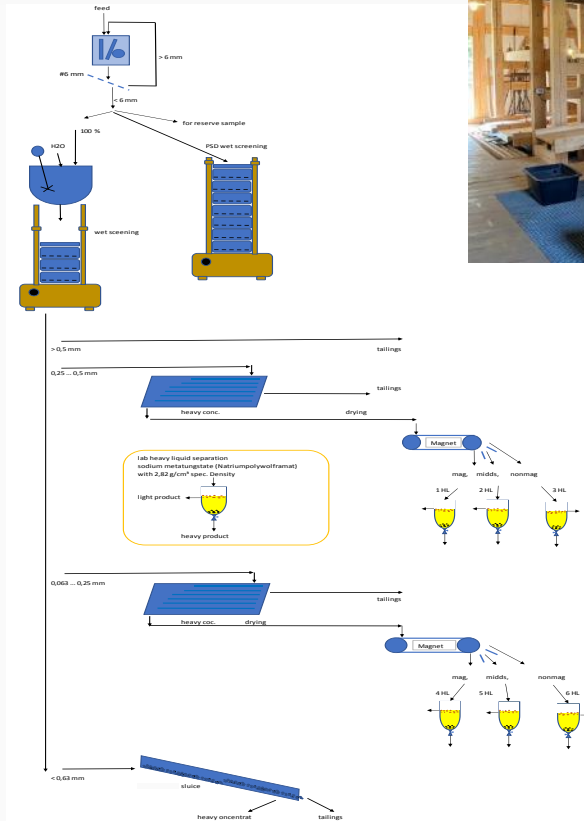 feed
> 6 mm
#6 mm
< 6 mm
for reserve sample
100 %
H2O
PSD wet screening
wet sceening
> 0,5 mm
tailings
0,25 ... 0,5 mm
tailings
heavy conc.
drying
Magnet
lab heavy liquid separation
sodium metatungstate (Natriumpolywolframat)
with 2,82 g/cm³ spec. Density
light product
heavy product
mag, midds, nonmag
1 HL
2 HL
3 HL
0,063 ... 0,25 mm
tailings
heavy coc.
drying
Magnet
mag, midds, nonmag
4 HL
5 HL
6 HL
< 0,63 mm
sluice
heavy oncentrat
tailings